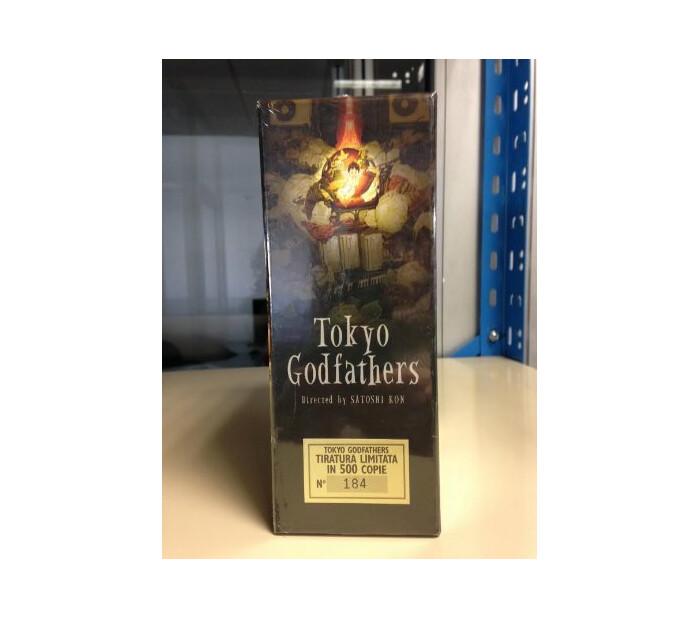 Tokyo
Godfathers
Directed by SATOSHI KON
TOKYO GODFATHERS
TIRATURA LIMITATA
IN 500 COPIE
N° 184